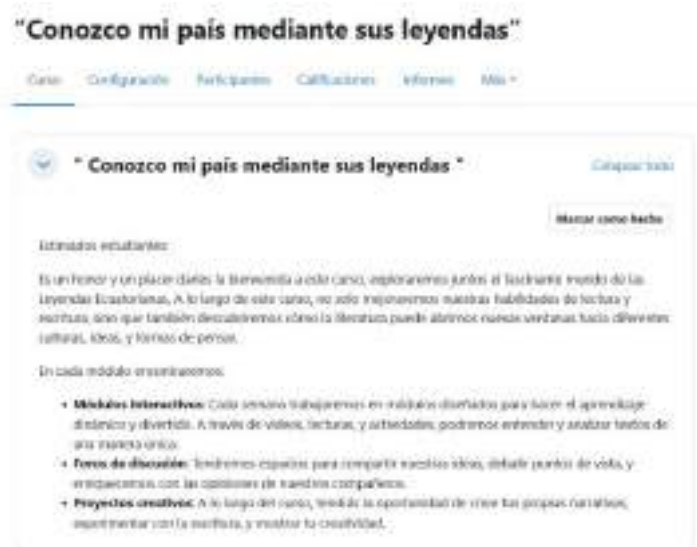 "Conozco mi país mediante sus leyendas"
Curso Configuración Participantes Calificaciones Informes Más
" Conozco mi país mediante sus leyendas "
Colapsar todo
Marcar como hecho
Estimados estudiantes:
Es un honor y un placer darles la bienvenida a este curso, exploraremos juntos el fascinante mundo de las
Leyendas Ecuatorianas, A lo largo de este curso, no solo mejoraremos nuestras habilidades de lectura y
escritura, sino que también descubriremos cómo la literatura puede abrirnos nuevas ventanas hacia diferentes
culturas, ideas, y formas de pensar.
En cada módulo encontraremos:
• Módulos Interactivos: Cada semana trabajaremos en módulos diseñados para hacer el aprendizaje
dinámico y divertido. A través de videos, lecturas, y actividades, podremos entender y analizar textos de
una manera única.
• Foros de discusión: Tendremos espacios para compartir nuestras ideas, debatir puntos de vista, y
enriquecernos con las opiniones de nuestros compañeros.
• Proyectos creativos: A lo largo del curso, tendrás la oportunidad de crear tus propias narrativas,
experimentar con la escritura, y mostrar tu creatividad.